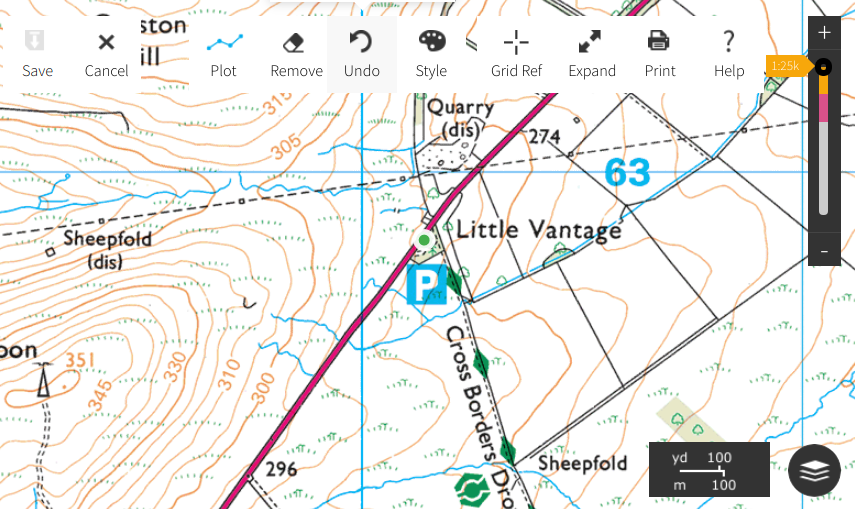 ston
ill
Save
Cancel
Plot
Remove
Undo
Style
Grid Ref
Expand
Print
Help
+
1:25k
-
315
305
Quarry
(dis)
274
63
Little Vantage
Sheepfold
(dis)
P
oon
351
345
330
310
300
Cross Borders Dro
296
Sheepfold
yd 100
m 100